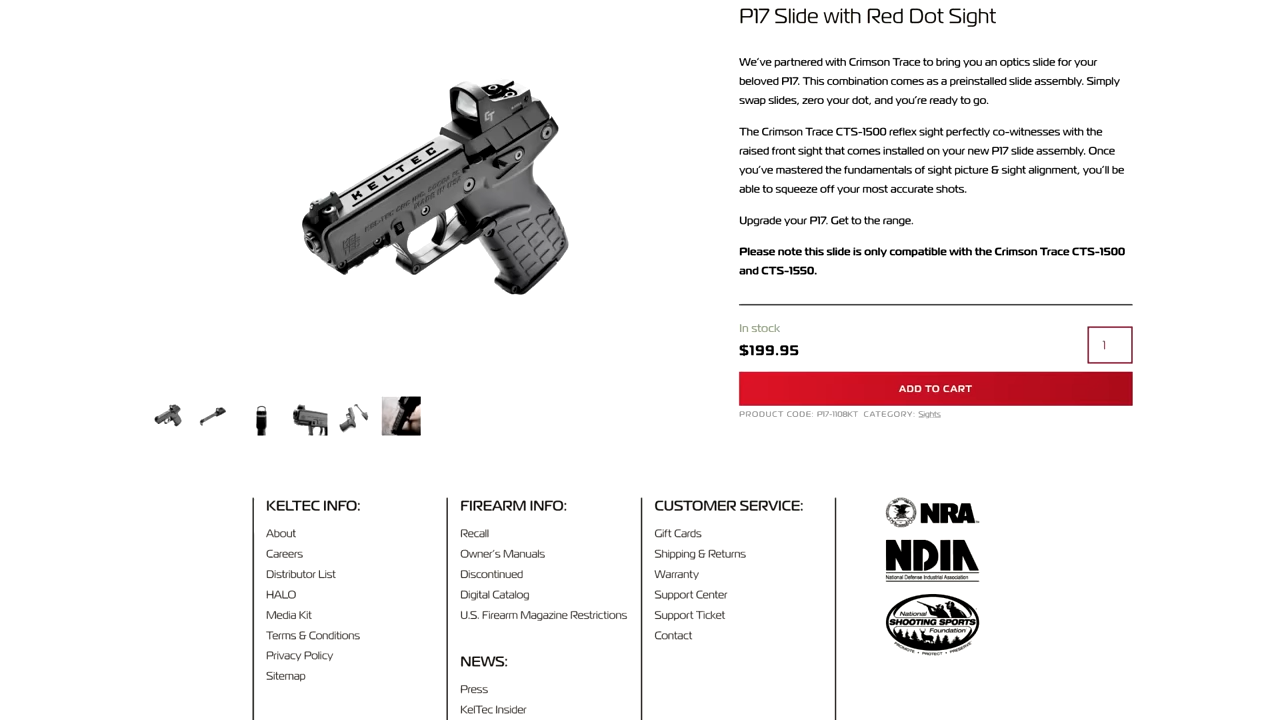 P17 Slide with Red Dot Sight
We've partnered with Crimson Trace to bring you an optics slide for your
beloved P17. This combination comes as a preinstalled slide assembly. Simply
swap slides, zero your dot, and you're ready to go.
The Crimson Trace CTS-1500 reflex sight perfectly co-witnesses with the
raised front sight that comes installed on your new P17 slide assembly. Once
you've mastered the fundamentals of sight picture & sight alignment, you'll be
able to squeeze off your most accurate shots.
Upgrade your P17. Get to the range.
Please note this slide is only compatible with the Crimson Trace CTS-1500
and CTS-1550.
KELTEC
In stock
$199.95
1
ADD TO CART
PRODUCT CODE: P17-1108KT CATEGORY: Sights
KELTEC INFO:
About
Careers
Distributor List
HALO
Media Kit
Terms & Conditions
Privacy Policy
Sitemap
FIREARM INFO:
Recall
Owner's Manuals
Discontinued
Digital Catalog
U.S. Firearm Magazine Restrictions
NEWS:
Press
KelTec Insider
CUSTOMER SERVICE:
Gift Cards
Shipping & Returns
Warranty
Support Center
Support Ticket
Contact
NRA
NDIA
National Defense Industrial Association
National
SHOOTING SPORTS
Foundation
PROMOTE • PROTECT • PRESERVE